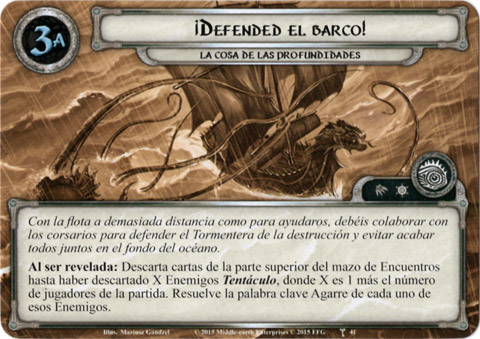 3A
¡Defended el barco!
La Cosa de las Profundidades
Con la flota a demasiada distancia como para ayudaros, debéis colaborar con
los corsarios para defender el Tormentera de la destrucción y evitar acabar
todos juntos en el fondo del océano.
Al ser revelada: Descarta cartas de la parte superior del mazo de Encuentros
hasta haber descartado X Enemigos Tentáculo, donde X es 1 más el número
de jugadores de la partida. Resuelve la palabra clave Agarre de cada uno de
esos Enemigos.
Illus. Mariusz Gandzel © 2015 Middle-earth Enterprises © 2015 FFG 41